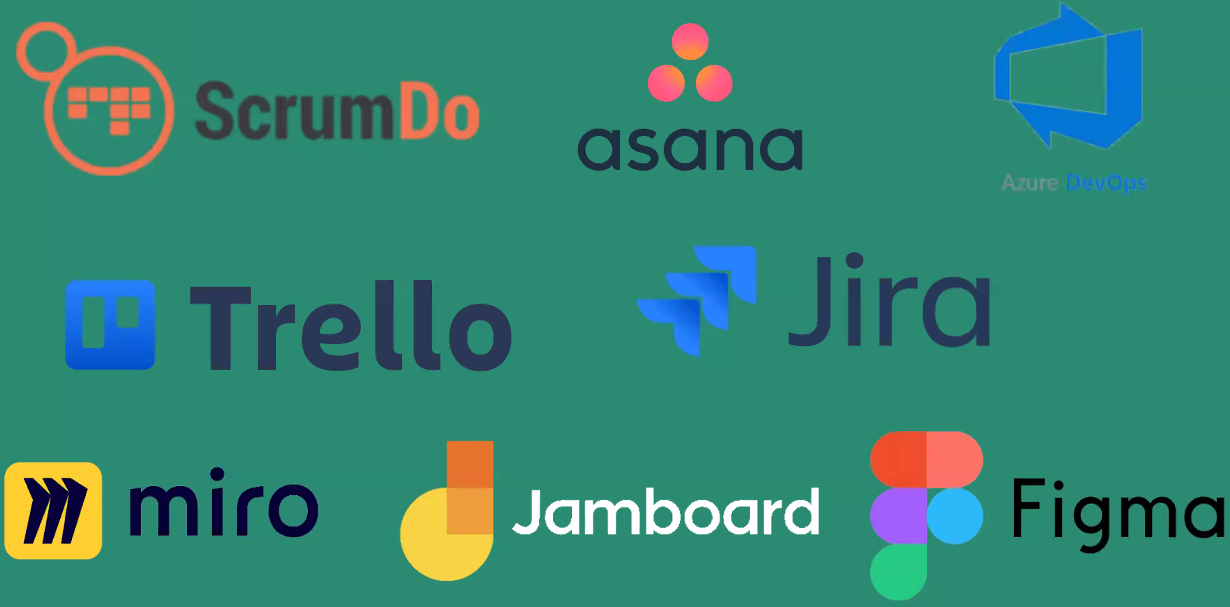 ScrumDo
asana
Azure DevOps
Trello
Jira
miro
Jamboard
Figma